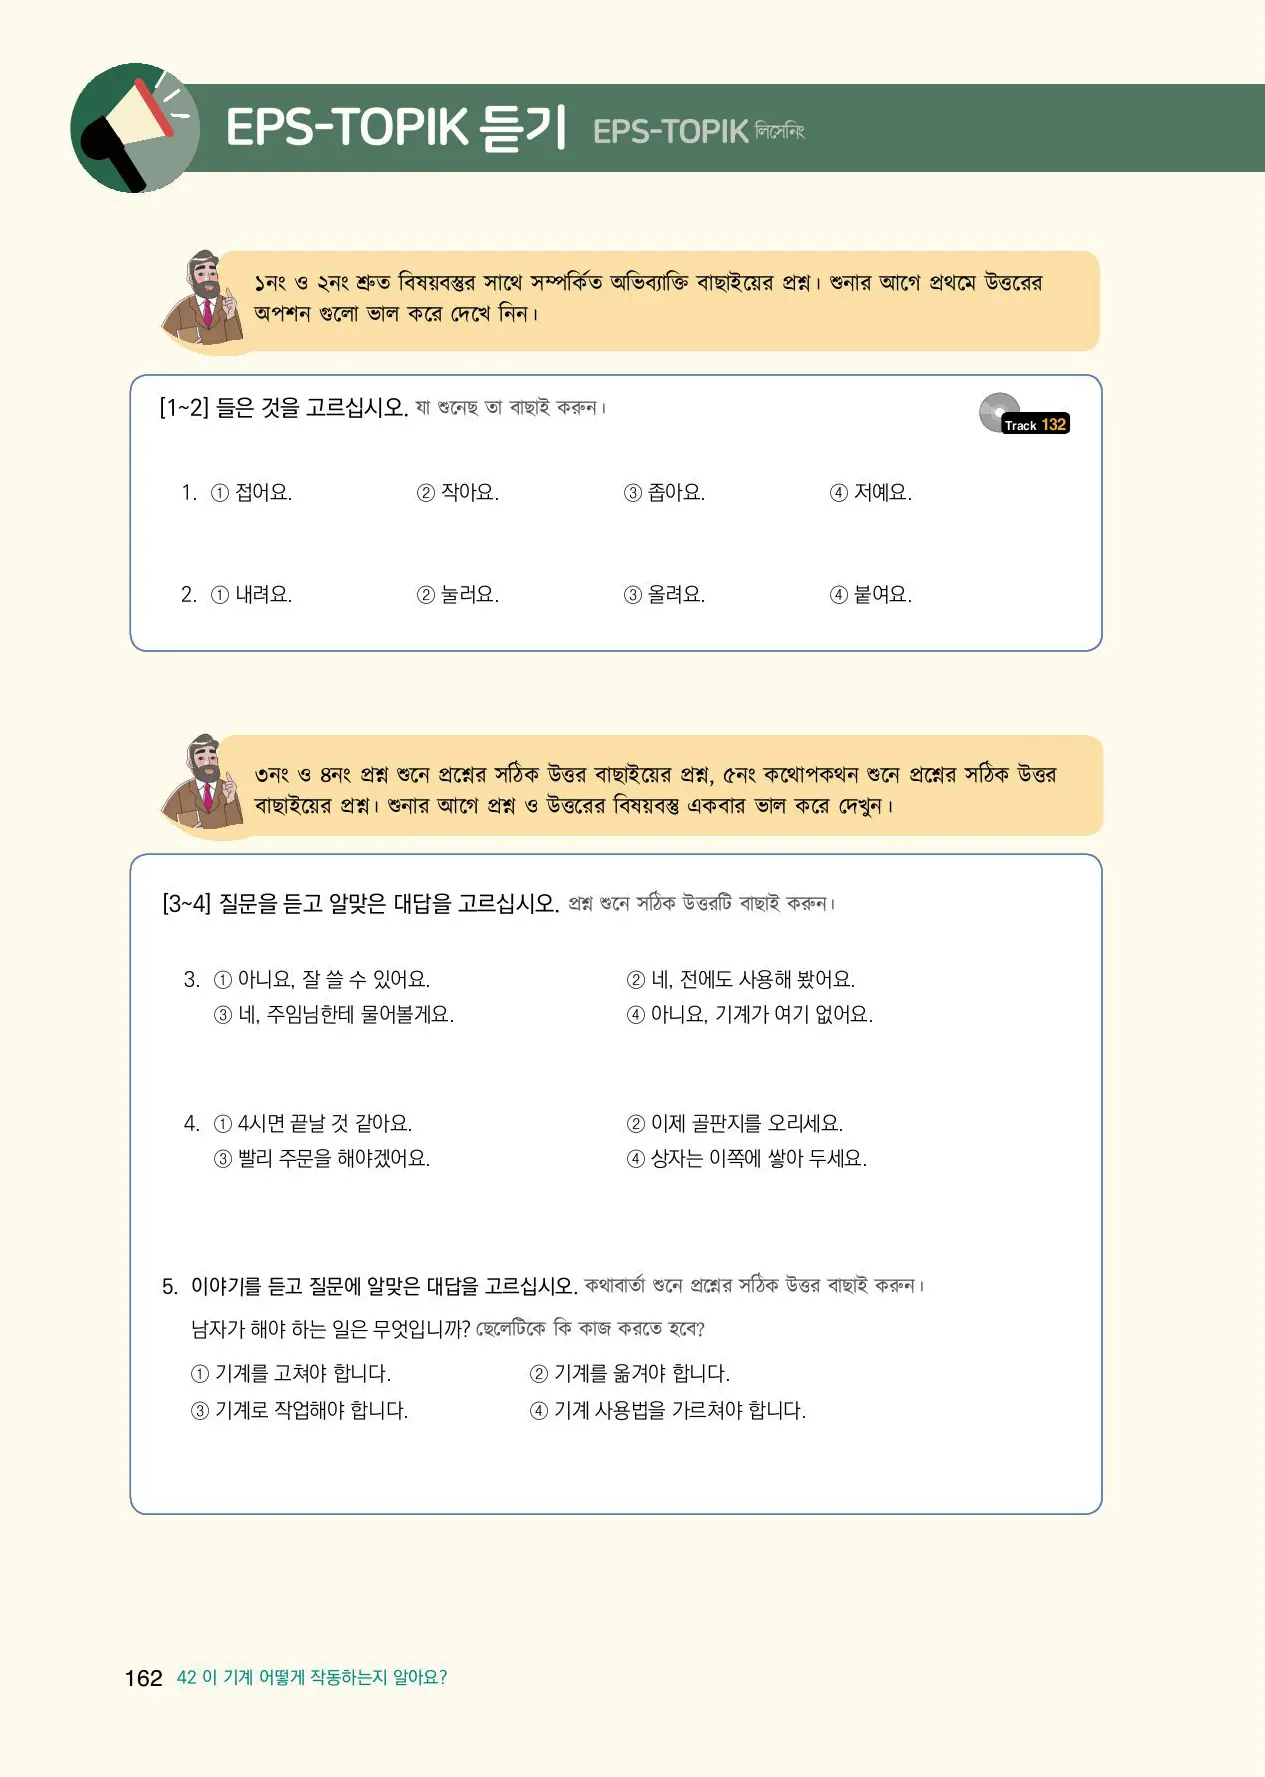 EPS-TOPIK 듣기 EPS-TOPIK লিসেনিং
১নং ও ২নং শ্রুত বিষয়বস্তুর সাথে সম্পর্কিত অভিব্যাক্তি বাছাইয়ের প্রশ্ন। শুনার আগে প্রথমে উত্তরের
অপশন গুলো ভাল করে দেখে নিন।
[1~2] 들은 것을 고르십시오. যা শুনেছ তা বাছাই করুন।
Track 132
1. ① 접어요. ② 작아요. ③ 좁아요. ④ 저예요.
2. ① 내려요. ② 눌러요. ③ 올려요. ④ 붙여요.
৩নং ও ৪নং প্রশ্ন শুনে প্রশ্নের সঠিক উত্তর বাছাইয়ের প্রশ্ন, ৫নং কথোপকথন শুনে প্রশ্নের সঠিক উত্তর
বাছাইয়ের প্রশ্ন। শুনার আগে প্রশ্ন ও উত্তরের বিষয়বস্তু একবার ভাল করে দেখুন।
[3~4] 질문을 듣고 알맞은 대답을 고르십시오. প্রশ্ন শুনে সঠিক উত্তরটি বাছাই করুন।
3. ① 아니요, 잘 쓸 수 있어요. ② 네, 전에도 사용해 봤어요.
③ 네, 주임님한테 물어볼게요. ④ 아니요, 기계가 여기 없어요.
4. ① 4시면 끝날 것 같아요. ② 이제 골판지를 오리세요.
③ 빨리 주문을 해야겠어요. ④ 상자는 이쪽에 쌓아 두세요.
5. 이야기를 듣고 질문에 알맞은 대답을 고르십시오. কথাবার্তা শুনে প্রশ্নের সঠিক উত্তর বাছাই করুন।
남자가 해야 하는 일은 무엇입니까? ছেলেটিকে কি কাজ করতে হবে?
① 기계를 고쳐야 합니다. ② 기계를 옮겨야 합니다.
③ 기계로 작업해야 합니다. ④ 기계 사용법을 가르쳐야 합니다.
162 42 이 기계 어떻게 작동하는지 알아요?